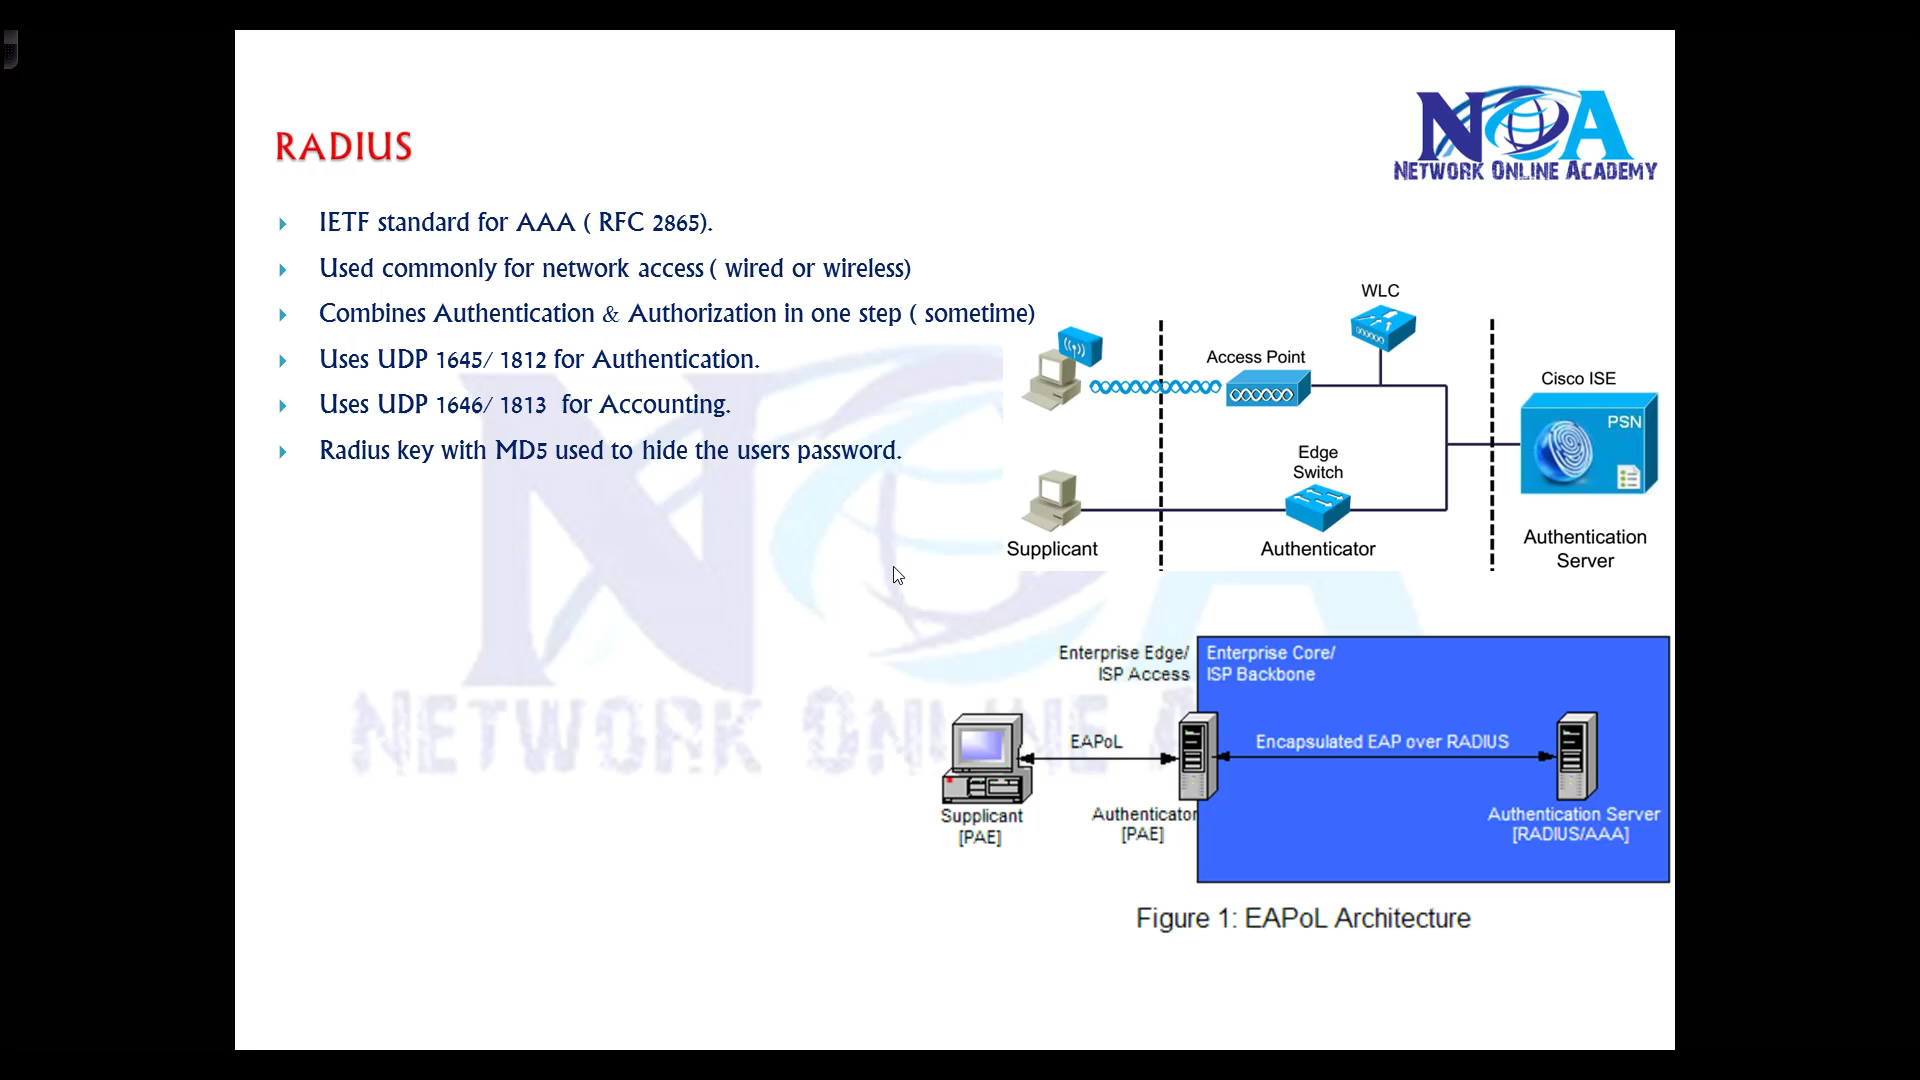 NOA
NETWORK ONLINE ACADEMY
RADIUS
IETF standard for AAA ( RFC 2865).
Used commonly for network access ( wired or wireless)
Combines Authentication & Authorization in one step ( sometime)
Uses UDP 1645/ 1812 for Authentication.
Uses UDP 1646/ 1813 for Accounting.
Radius key with MD5 used to hide the users password.
WLC
Access Point
Cisco ISE
PSN
Edge
Switch
Supplicant
Authenticator
Authentication
Server
Enterprise Edge/
ISP Access
Enterprise Core/
ISP Backbone
EAPoL
Encapsulated EAP over RADIUS
Supplicant
[PAE]
Authenticator
[PAE]
Authentication Server
[RADIUS/AAA]
Figure 1: EAPoL Architecture
NETWORK ONLINE A